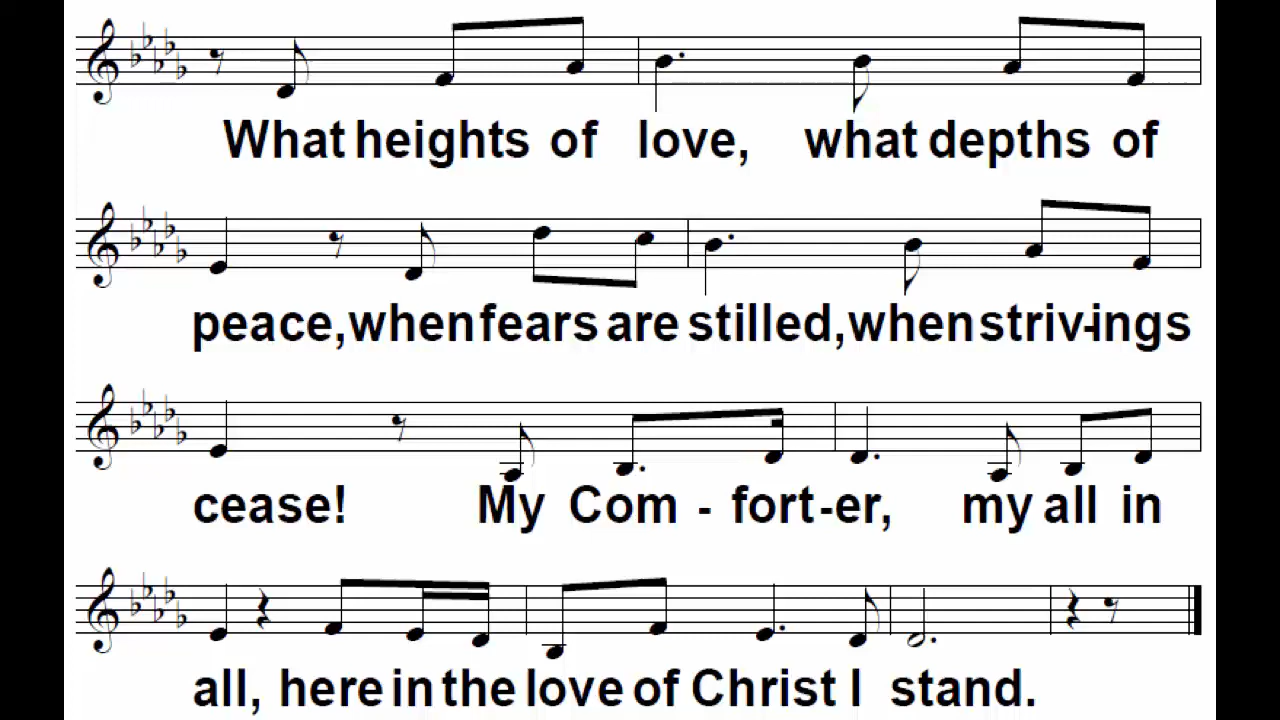 What heights of love, what depths of
peace, when fears are stilled, when striv-ings
cease! My Com - fort-er, my all in
all, here in the love of Christ I stand.